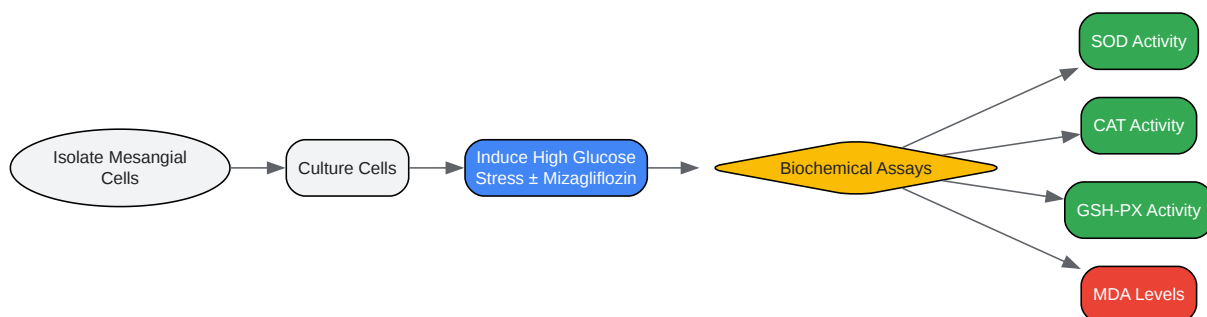 Isolate Mesangial
Cells
Culture Cells
Induce High Glucose
Stress ± Mizagliflozin
Biochemical Assays
SOD Activity
CAT Activity
GSH-PX Activity
MDA Levels